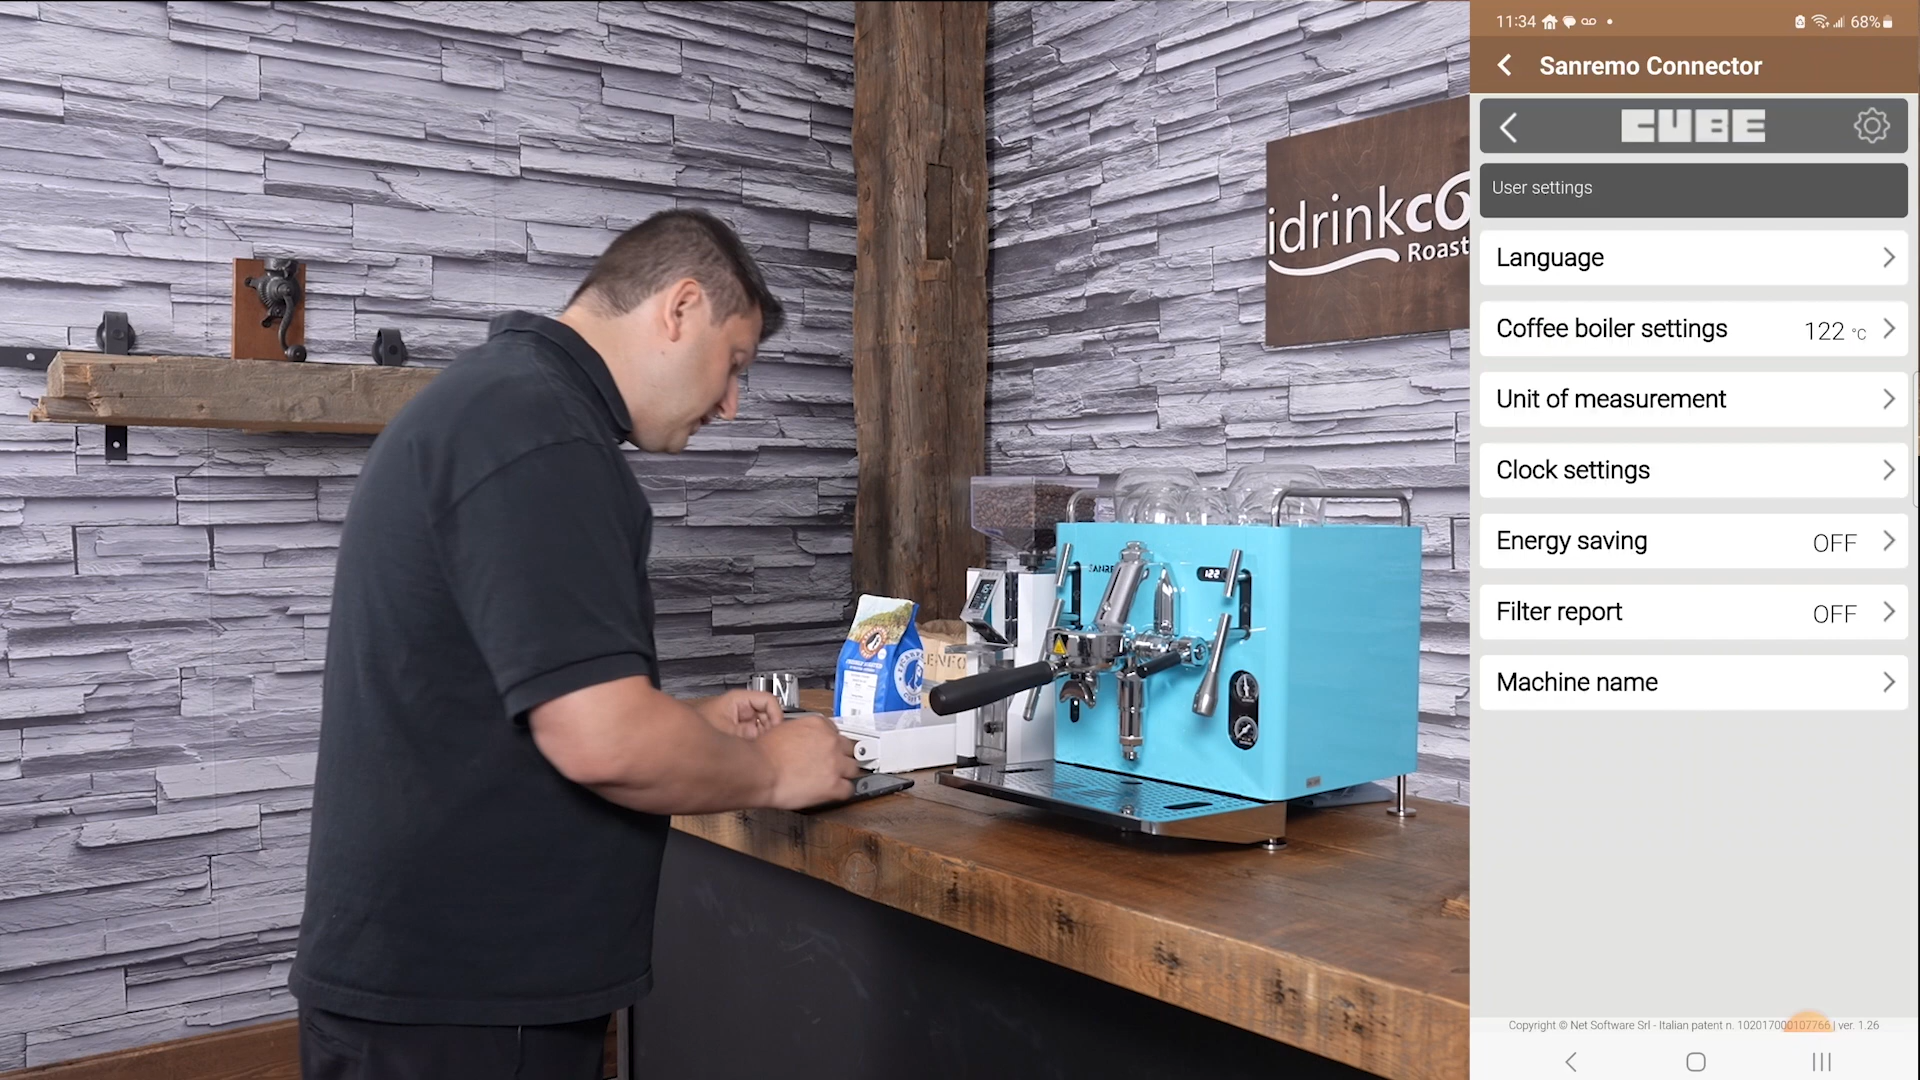 idrinkco
Roast
122
11:34
68%
Sanremo Connector
CUBE
User settings
Language
Coffee boiler settings 122 °C
Unit of measurement
Clock settings
Energy saving OFF
Filter report OFF
Machine name
Copyright © Net Software Srl - Italian patent n. 102017000107766 | ver. 1.26